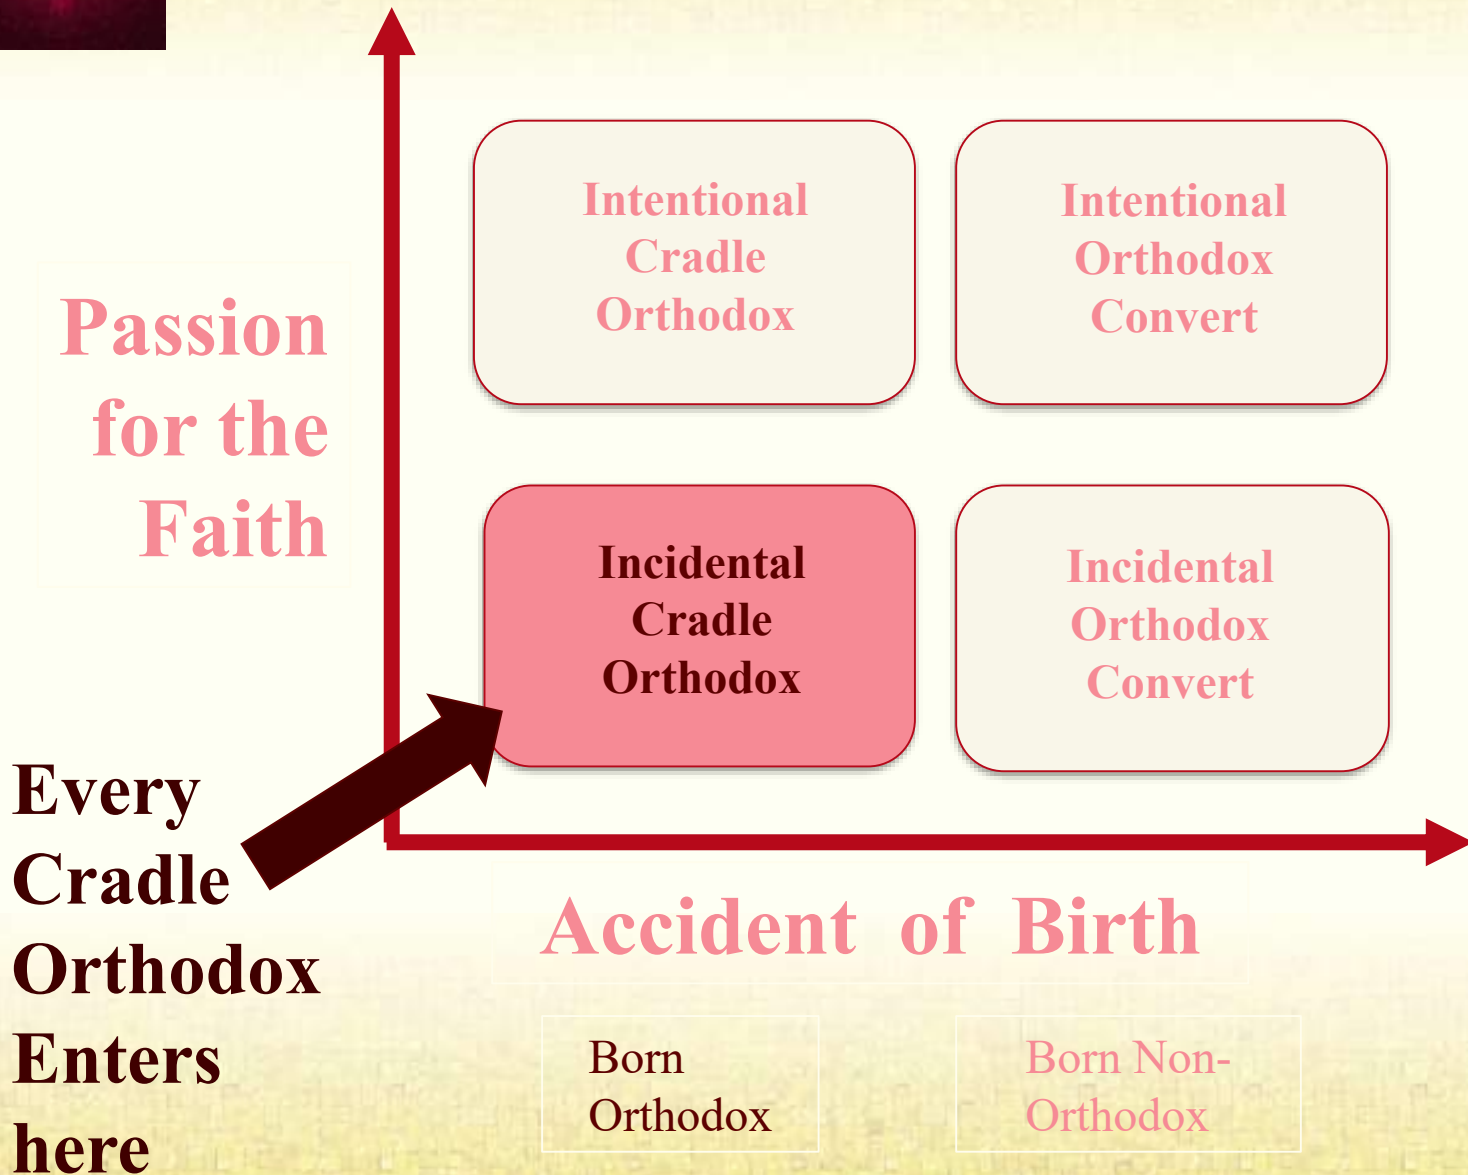 Intentional
Cradle
Orthodox
Intentional
Orthodox
Convert
Passion
for the
Faith
Incidental
Cradle
Orthodox
Incidental
Orthodox
Convert
Every
Cradle
Orthodox
Enters
here
Accident of Birth
Born
Orthodox
Born Non-
Orthodox